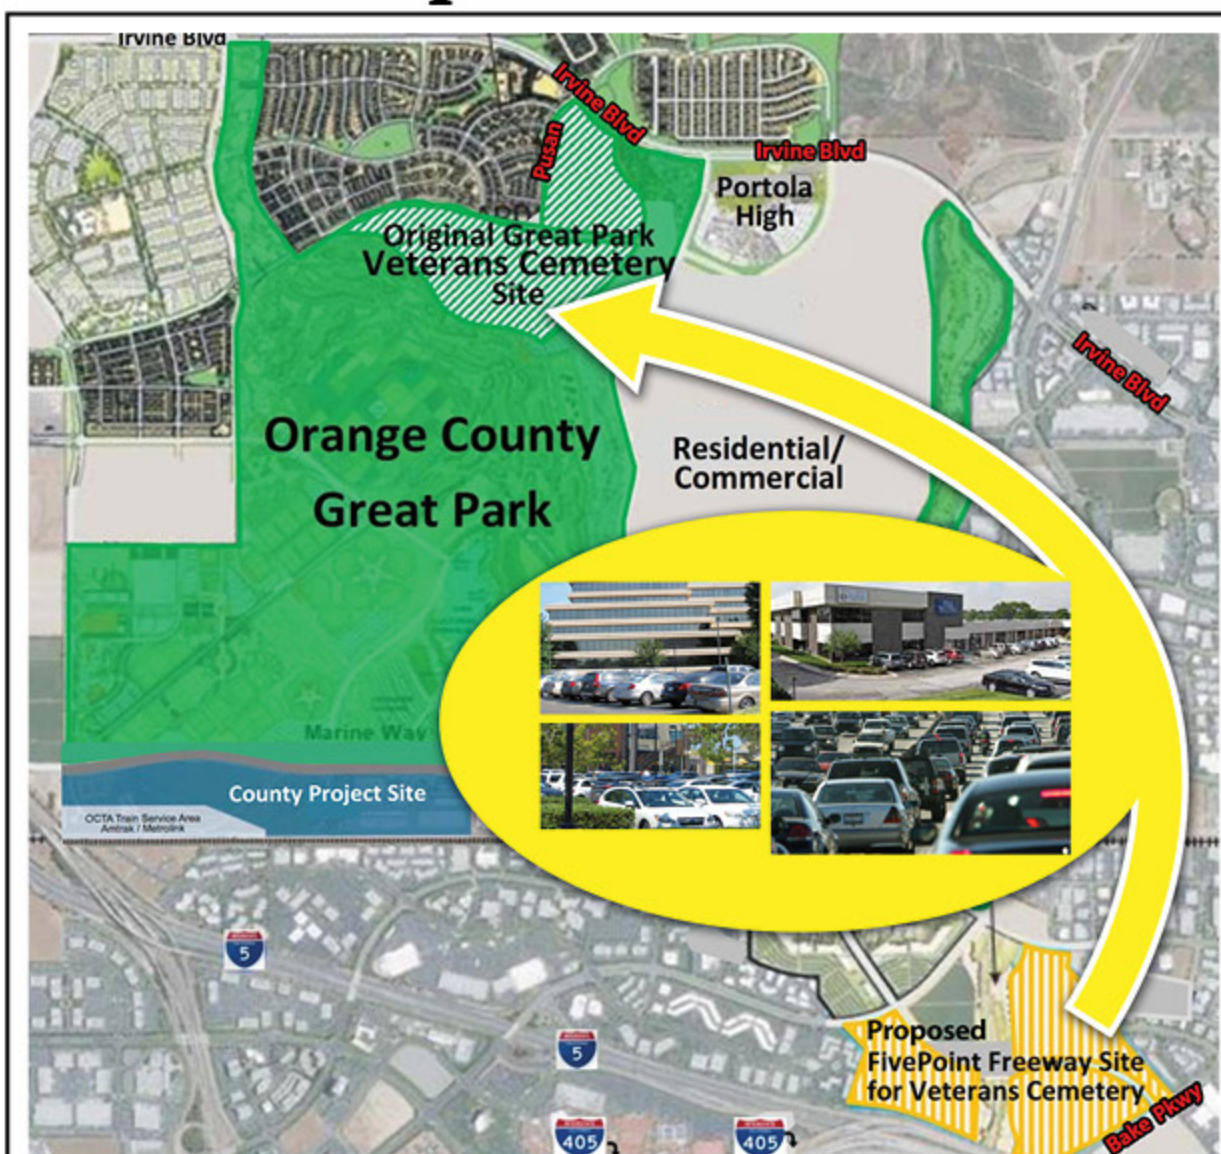 Irvine Blvd
Irvine Blvd
Pusan
Irvine Blvd
Portola
High
Original Great Park
Veterans Cemetery
Site
Irvine Blvd
Orange County
Great Park
Residential/
Commercial
Marine Way
County Project Site
OCTA Train Service Area
Amtrak / Metrolink
5
5
Proposed
FivePoint Freeway Site
for Veterans Cemetery
Bake Pkwy
405
405